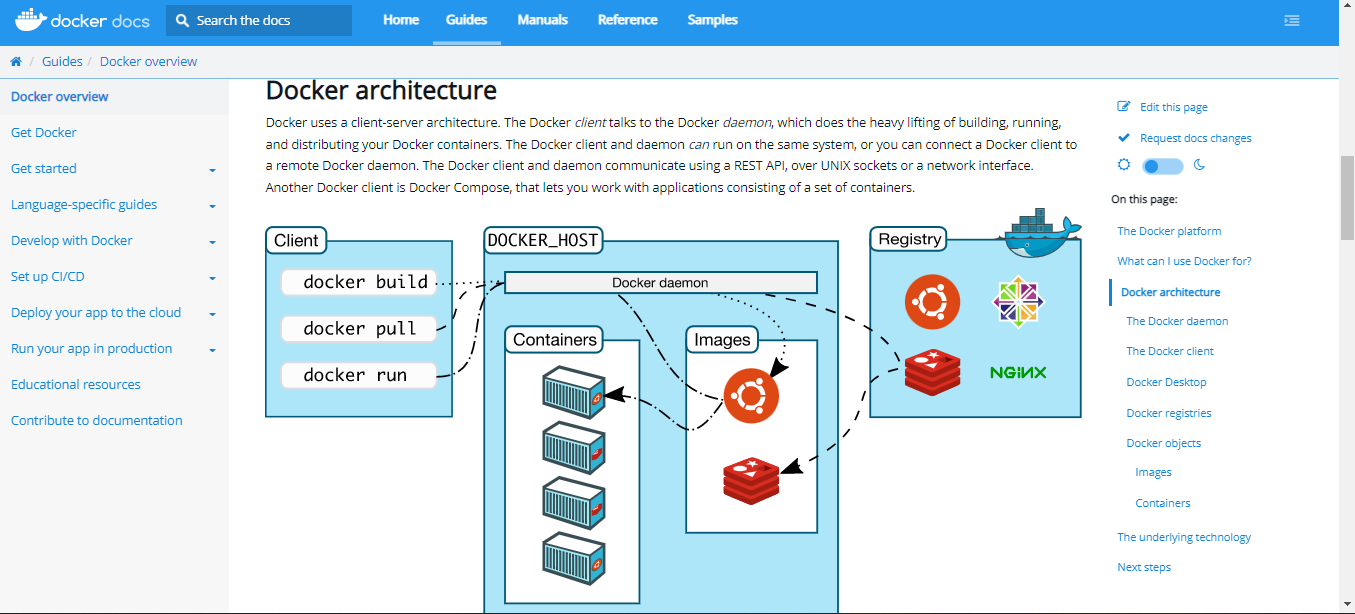 docker docs
Search the docs
Home Guides Manuals Reference Samples
/ Guides / Docker overview
Docker overview
Get Docker
Get started
Language-specific guides
Develop with Docker
Set up CI/CD
Deploy your app to the cloud
Run your app in production
Educational resources
Contribute to documentation
Docker architecture
Docker uses a client-server architecture. The Docker client talks to the Docker daemon, which does the heavy lifting of building, running,
and distributing your Docker containers. The Docker client and daemon can run on the same system, or you can connect a Docker client to
a remote Docker daemon. The Docker client and daemon communicate using a REST API, over UNIX sockets or a network interface.
Another Docker client is Docker Compose, that lets you work with applications consisting of a set of containers.
Client
docker build
docker pull
docker run
DOCKER_HOST
Docker daemon
Containers
Images
Registry
NGINX
Edit this page
Request docs changes
On this page:
The Docker platform
What can I use Docker for?
Docker architecture
The Docker daemon
The Docker client
Docker Desktop
Docker registries
Docker objects
Images
Containers
The underlying technology
Next steps